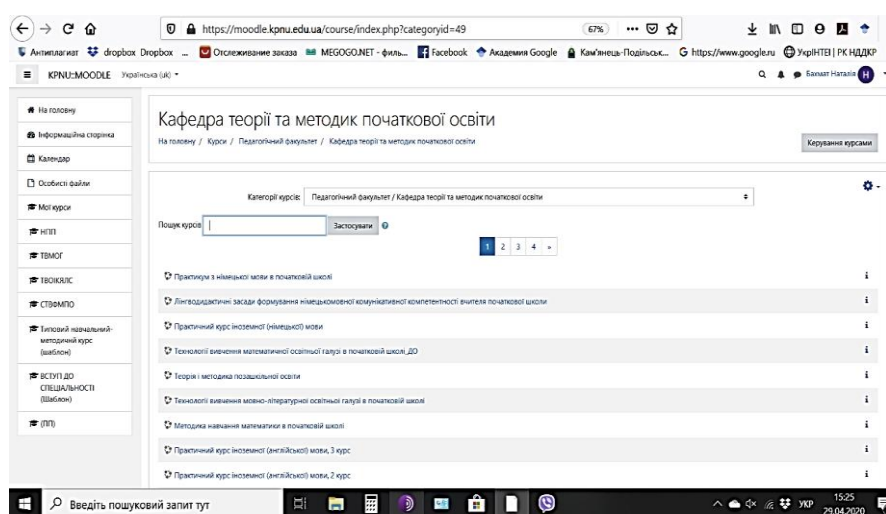 https://moodle.kpnu.edu.ua/course/index.php?categoryid=49
67%
Антиплагиат dropbox Dropbox - ... Отслеживание заказа MEGOGO.NET - филь... Facebook Академия Google Кам'янець-Подільськ... https://www.google.ru УкрІНТЕІ | РК НДДКР
KPNU::MOODLE Українська (uk)
Бахмат Наталія H
На головну
Інформаційна сторінка
Календар
Особисті файли
Мої курси
НПП
ТВМОГ
ТВОІКЯЛС
СТВФМПО
Типовий навчальний-
методичний курс
(шаблон)
ВСТУП ДО
СПЕЦІАЛЬНОСТІ
(Шаблон)
(ПП)
Кафедра теорії та методик початкової освіти
На головну / Курси / Педагогічний факультет / Кафедра теорії та методик початкової освіти
Керування курсами
Категорії курсів: Педагогічний факультет / Кафедра теорії та методик початкової освіти
Пошук курсів Застосувати
1 2 3 4 »
Практикум з німецької мови в початковій школі
Лінгводидактичні засади формування німецькомовної комунікативної компетентності вчителя початкової школи
Практичний курс іноземної (німецької) мови
Технології вивчення математичної освітньої галузі в початковій школі_ДО
Теорія і методика позашкільної освіти
Технології вивчення мовно-літературної освітньої галузі в початковій школі
Методика навчання математики в початковій школі
Практичний курс іноземної (англійської) мови, 3 курс
Практичний курс іноземної (англійської) мови, 2 курс
Введіть пошуковий запит тут
УКР
15:25
29.04.2020